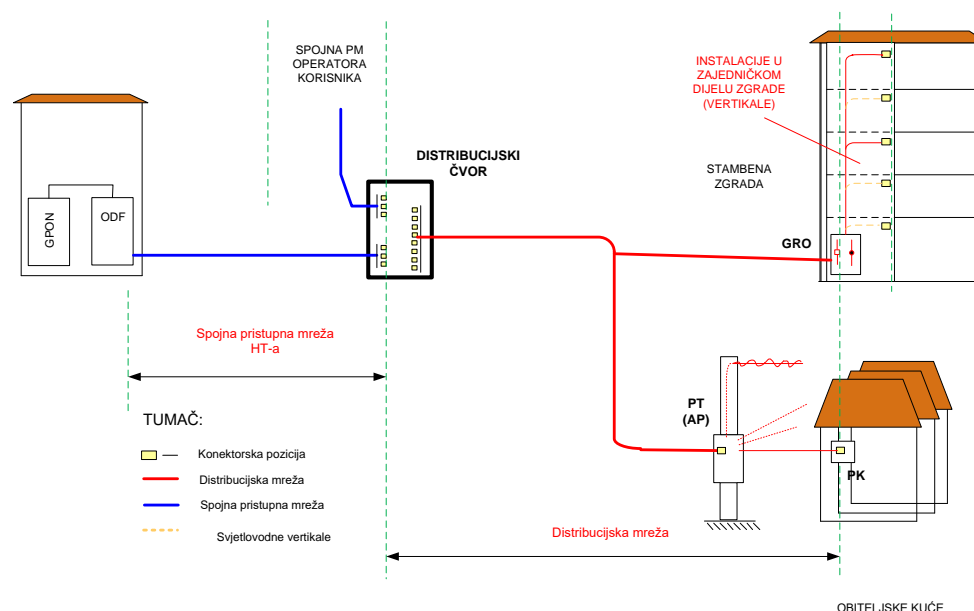 SPOJNA PM
OPERATORA
KORISNIKA
INSTALACIJE U
ZAJEDNIČKOM
DIJELU ZGRADE
(VERTIKALE)
DISTRIBUCIJSKI
ČVOR
STAMBENA
ZGRADA
GPON
ODF
GRO
Spojna pristupna mreža
HT-a
PT
(AP)
TUMAČ:
Konektorska pozicija
Distribucijska mreža
Spojna pristupna mreža
Svjetlovodne vertikale
PK
Distribucijska mreža
OBITELJSKE KUĆE